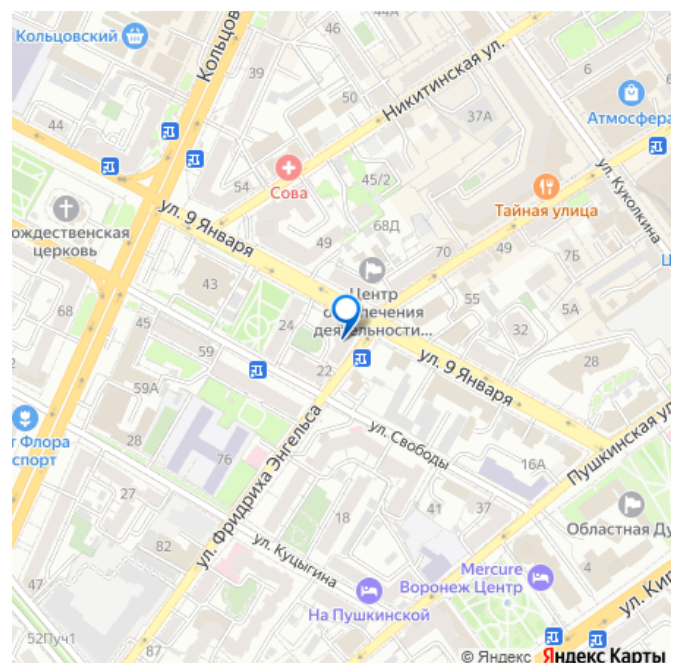 46
Кольцовский
Кольцов
39
6
50
Никитинская ул.
Атмосфера
44
37А
54
Сова
45/2
Тайная улица
ул. Куколкина
ождественская
церковь
ул. 9 Января
68Д
49
70
49
7Б
Ц
43
Центр
обеспечения
деятельности...
55
5А
68
45
24
32
59
22
ул. 9 Января
28
59А
т Флора
спорт
28
76
ул. Свободы
16А
Пушкинская ул
ул. Фридриха Энгельса
27
18
41
37
Областная Ду
82
ул. Куцыгина
Mercure
Воронеж Центр
4
47
На Пушкинской
ул. Ки
52Пуч1
87
© Яндекс Яндекс Карты